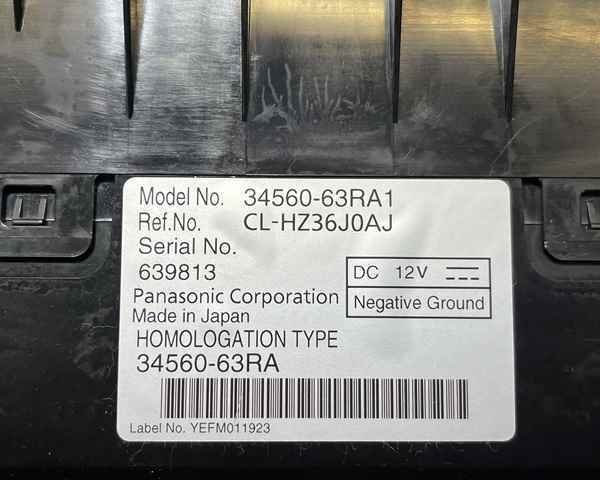 Model No. 34560-63RA1
Ref.No. CL-HZ36J0AJ
Serial No.
639813
DC 12V
Panasonic Corporation
Negative Ground
Made in Japan
HOMOLOGATION TYPE
34560-63RA
Label No. YEFM011923